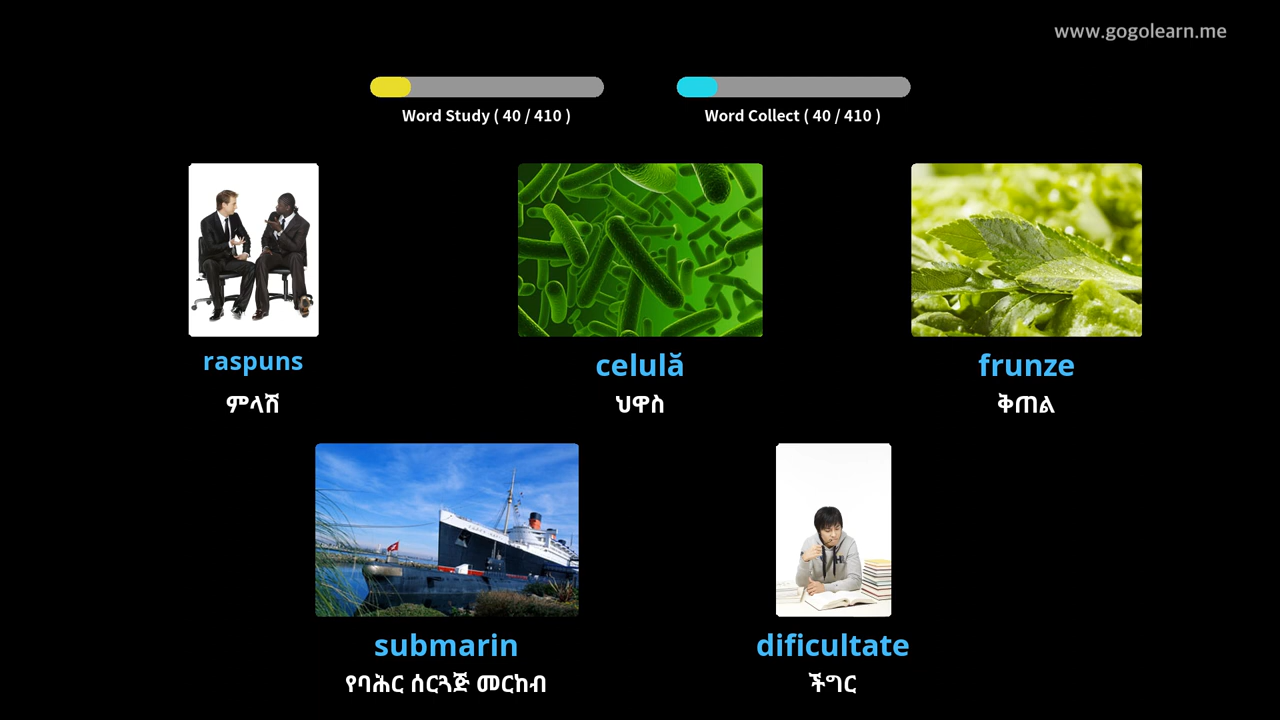 www.gogolearn.me
Word Study ( 40 / 410 )
Word Collect ( 40 / 410 )
raspuns
celulă
frunze
ምላሽ
ህዋስ
ቅጠል
submarin
dificultate
የባሕር ሰርጓጅ መርከብ
ችግር